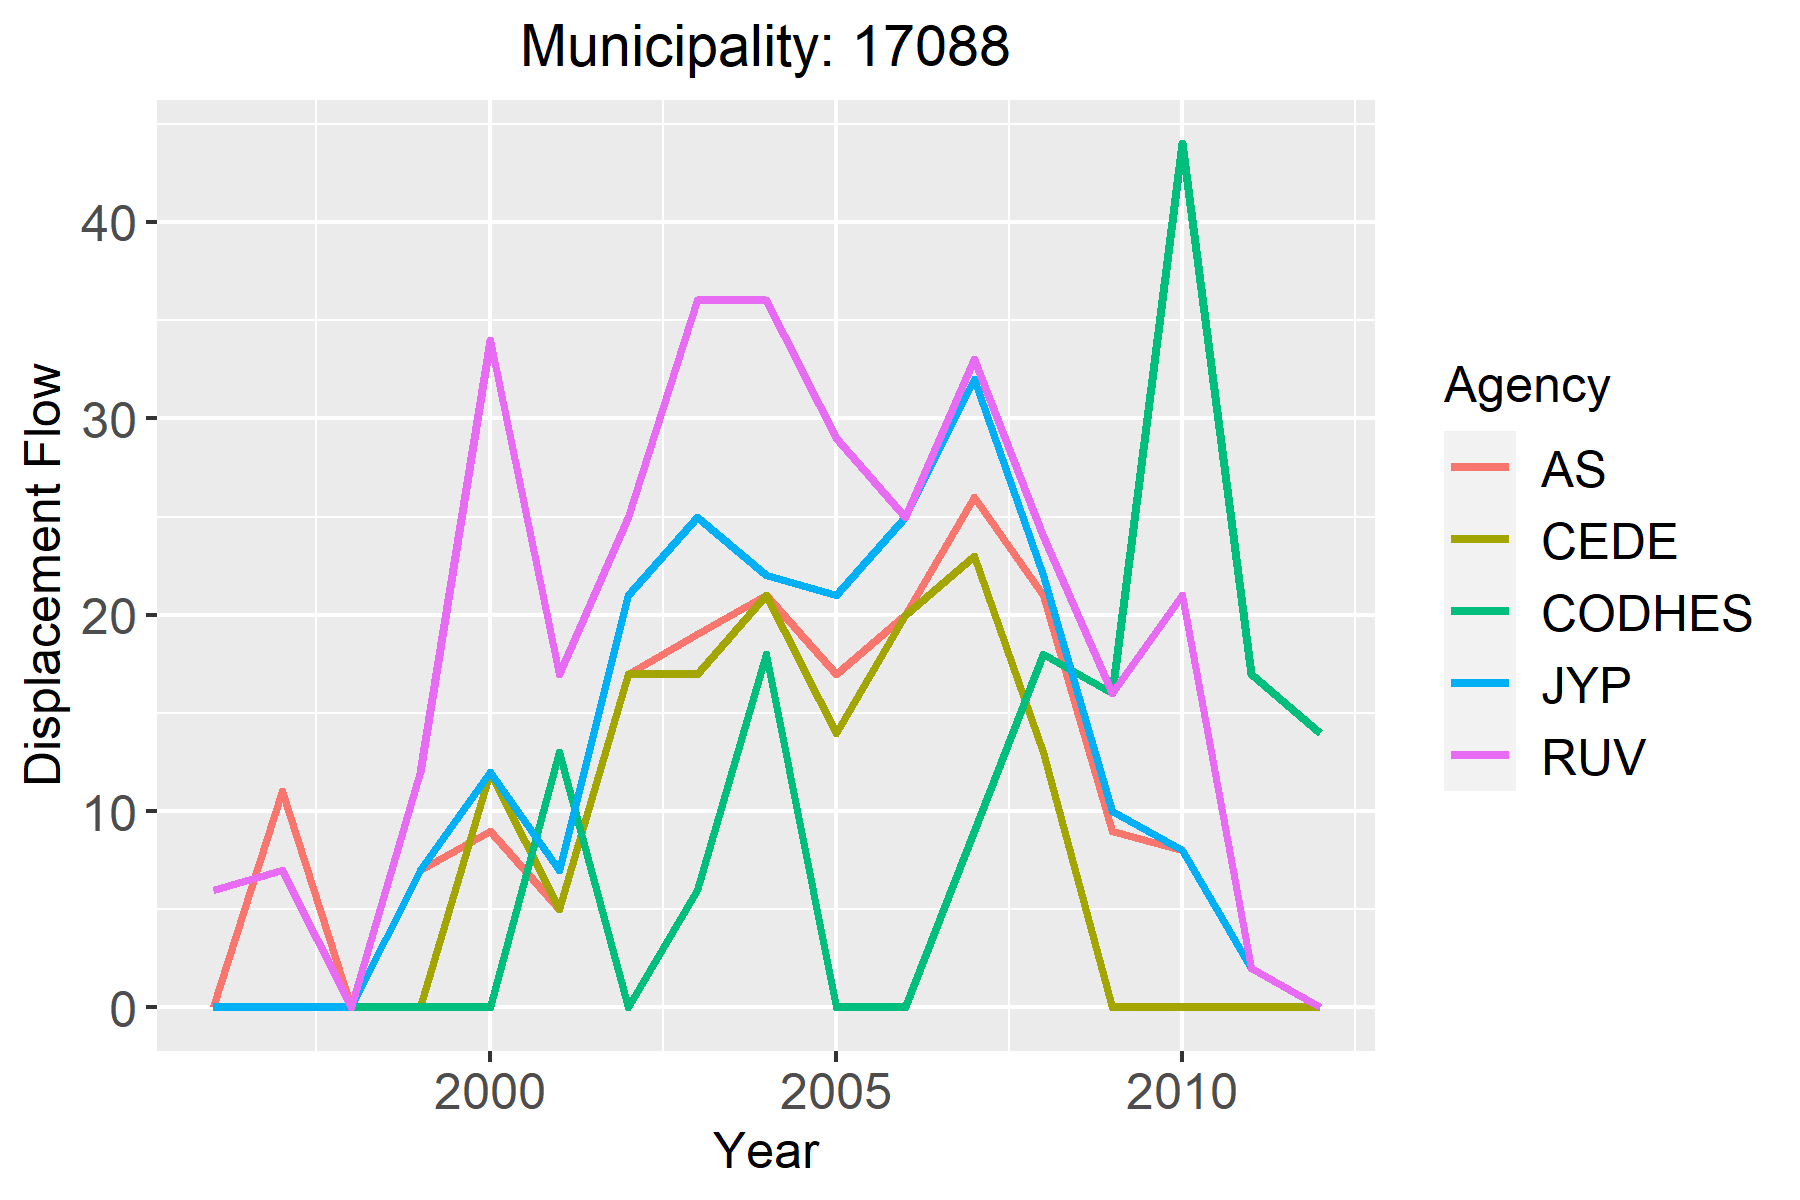 Municipality: 17088
Displacement Flow
40
30
20
10
0
2000 2005 2010
Year
Agency
AS
CEDE
CODHES
JYP
RUV